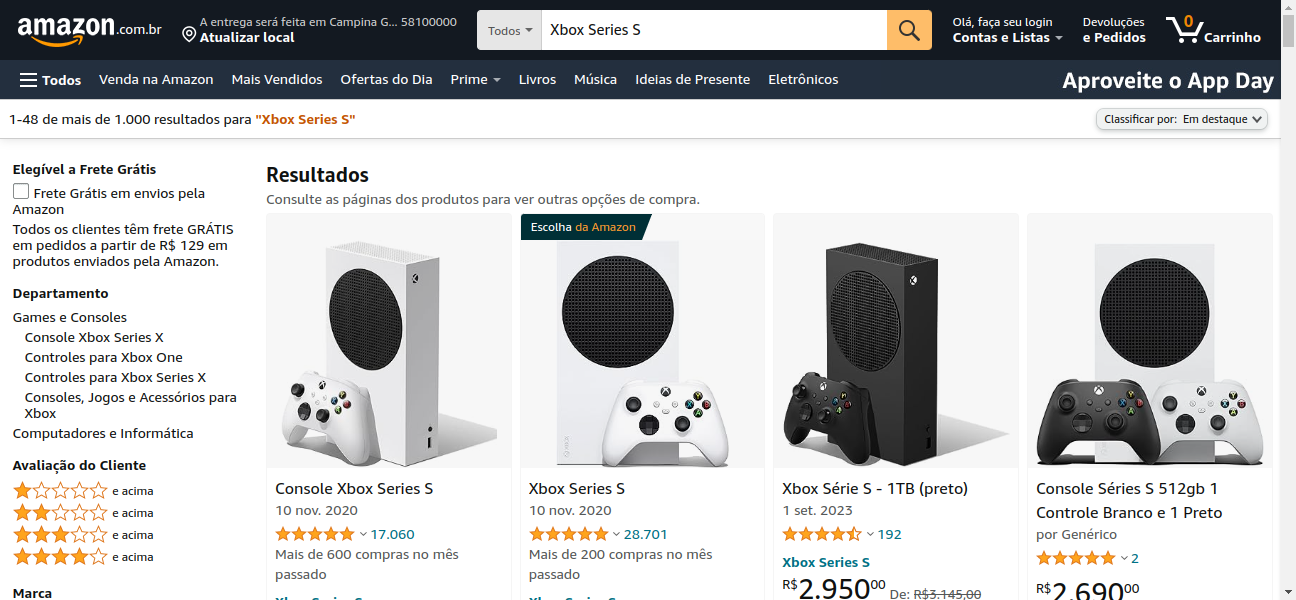 amazon.com.br
A entrega será feita em Campina G... 58100000
Atualizar local
Todos
Xbox Series S
Olá, faça seu login
Contas e Listas
Devoluções
e Pedidos
0
Carrinho
Todos
Venda na Amazon
Mais Vendidos
Ofertas do Dia
Prime
Livros
Música
Ideias de Presente
Eletrônicos
Aproveite o App Day
1-48 de mais de 1.000 resultados para "Xbox Series S"
Classificar por: Em destaque
Elegível a Frete Grátis
Frete Grátis em envios pela
Amazon
Todos os clientes têm frete GRÁTIS
em pedidos a partir de R$ 129 em
produtos enviados pela Amazon.
Departamento
Games e Consoles
Console Xbox Series X
Controles para Xbox One
Controles para Xbox Series X
Consoles, Jogos e Acessórios para
Xbox
Computadores e Informática
Avaliação do Cliente
e acima
e acima
e acima
e acima
Marca
Resultados
Consulte as páginas dos produtos para ver outras opções de compra.
Console Xbox Series S
10 nov. 2020
17.060
Mais de 600 compras no mês
passado
Escolha da Amazon
Xbox Series S
10 nov. 2020
28.701
Mais de 200 compras no mês
passado
Xbox Série S - 1TB (preto)
1 set. 2023
192
Xbox Series S
R$2.95000 De: R$3.145,00
Console Séries S 512gb 1
Controle Branco e 1 Preto
por Genérico
2
R$2.69000